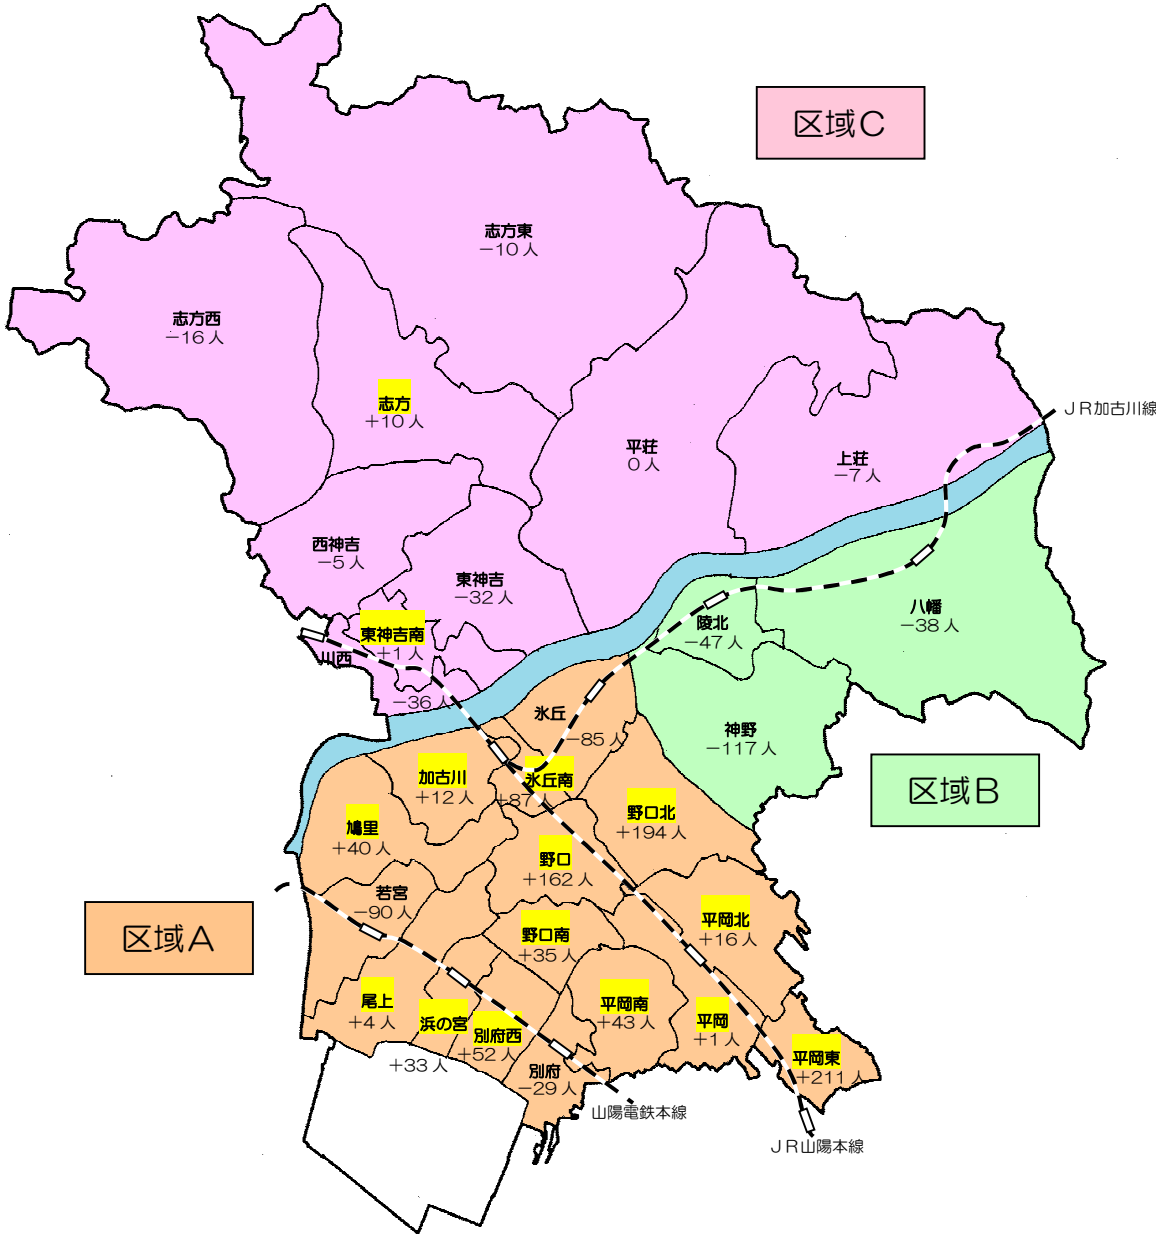 区域C
志方東
−10人
志方西
−16人
志方
+10人
JR加古川線
平荘
0人
上荘
−7人
西神吉
−5人
東神吉
−32人
八幡
−38人
陵北
−47人
東神吉南
+1人
川西
−36人
氷丘
−85人
神野
−117人
区域B
加古川
+12人
氷丘南
+87人
野口北
+194人
鳩里
+40人
野口
+162人
若宮
−90人
区域A
平岡北
+16人
野口南
+35人
尾上
+4人
浜の宮
+33人
別府西
+52人
平岡南
+43人
平岡
+1人
平岡東
+211人
別府
−29人
山陽電鉄本線
JR山陽本線